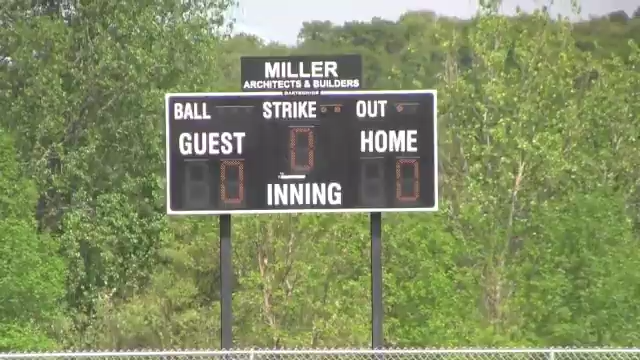 MILLER
ARCHITECTS & BUILDERS
BALL STRIKE OUT
GUEST 0 HOME
0 0
INNING